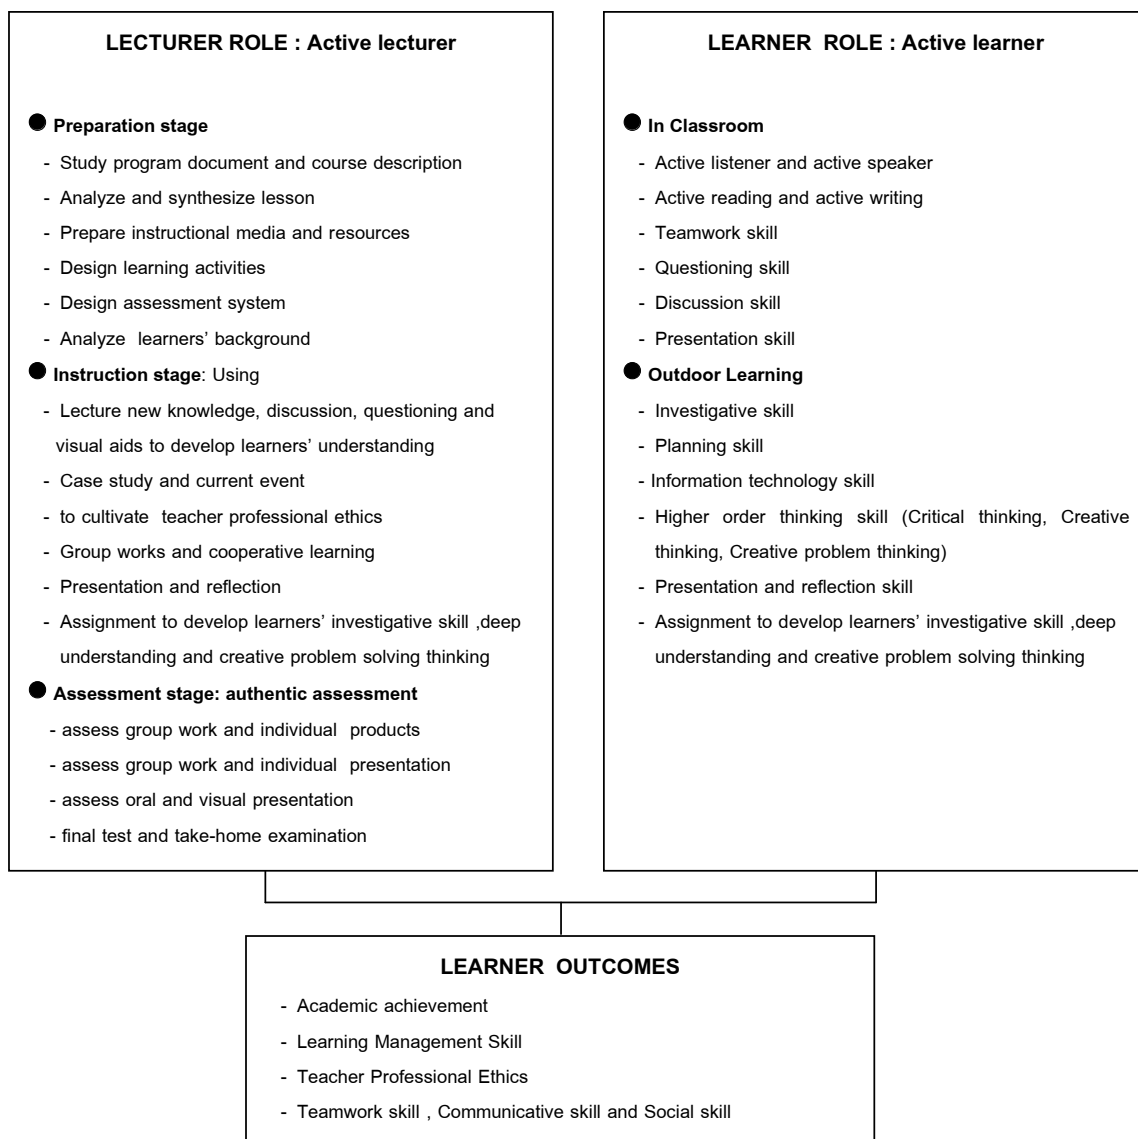 LECTURER ROLE : Active lecturer
● Preparation stage
- Study program document and course description
- Analyze and synthesize lesson
- Prepare instructional media and resources
- Design learning activities
- Design assessment system
- Analyze learners’ background
● Instruction stage: Using
- Lecture new knowledge, discussion, questioning and
visual aids to develop learners’ understanding
- Case study and current event
- to cultivate teacher professional ethics
- Group works and cooperative learning
- Presentation and reflection
- Assignment to develop learners’ investigative skill ,deep
understanding and creative problem solving thinking
● Assessment stage: authentic assessment
- assess group work and individual products
- assess group work and individual presentation
- assess oral and visual presentation
- final test and take-home examination
LEARNER ROLE : Active learner
● In Classroom
- Active listener and active speaker
- Active reading and active writing
- Teamwork skill
- Questioning skill
- Discussion skill
- Presentation skill
● Outdoor Learning
- Investigative skill
- Planning skill
- Information technology skill
- Higher order thinking skill (Critical thinking, Creative
thinking, Creative problem thinking)
- Presentation and reflection skill
- Assignment to develop learners’ investigative skill ,deep
understanding and creative problem solving thinking
LEARNER OUTCOMES
- Academic achievement
- Learning Management Skill
- Teacher Professional Ethics
- Teamwork skill , Communicative skill and Social skill